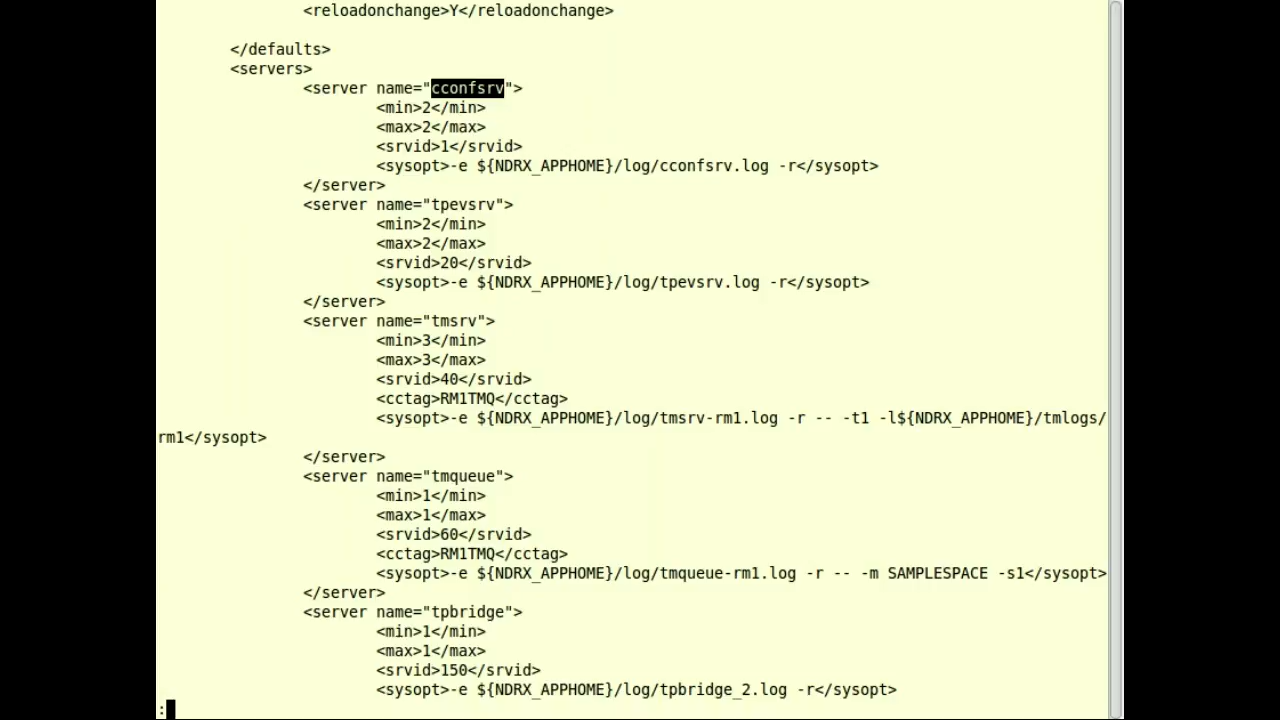 <reloadonchange>Y</reloadonchange>
</defaults>
<servers>
<server name="cconfsrv">
<min>2</min>
<max>2</max>
<srvid>1</srvid>
<sysopt>-e ${NDRX_APPHOME}/log/cconfsrv.log -r</sysopt>
</server>
<server name="tpevsrv">
<min>2</min>
<max>2</max>
<srvid>20</srvid>
<sysopt>-e ${NDRX_APPHOME}/log/tpevsrv.log -r</sysopt>
</server>
<server name="tmsrv">
<min>3</min>
<max>3</max>
<srvid>40</srvid>
<cctag>RM1TMQ</cctag>
<sysopt>-e ${NDRX_APPHOME}/log/tmsrv-rm1.log -r -- -t1 -l${NDRX_APPHOME}/tmlogs/
rm1</sysopt>
</server>
<server name="tmqueue">
<min>1</min>
<max>1</max>
<srvid>60</srvid>
<cctag>RM1TMQ</cctag>
<sysopt>-e ${NDRX_APPHOME}/log/tmqueue-rm1.log -r -- -m SAMPLESPACE -s1</sysopt>
</server>
<server name="tpbridge">
<min>1</min>
<max>1</max>
<srvid>150</srvid>
<sysopt>-e ${NDRX_APPHOME}/log/tpbridge_2.log -r</sysopt>
: